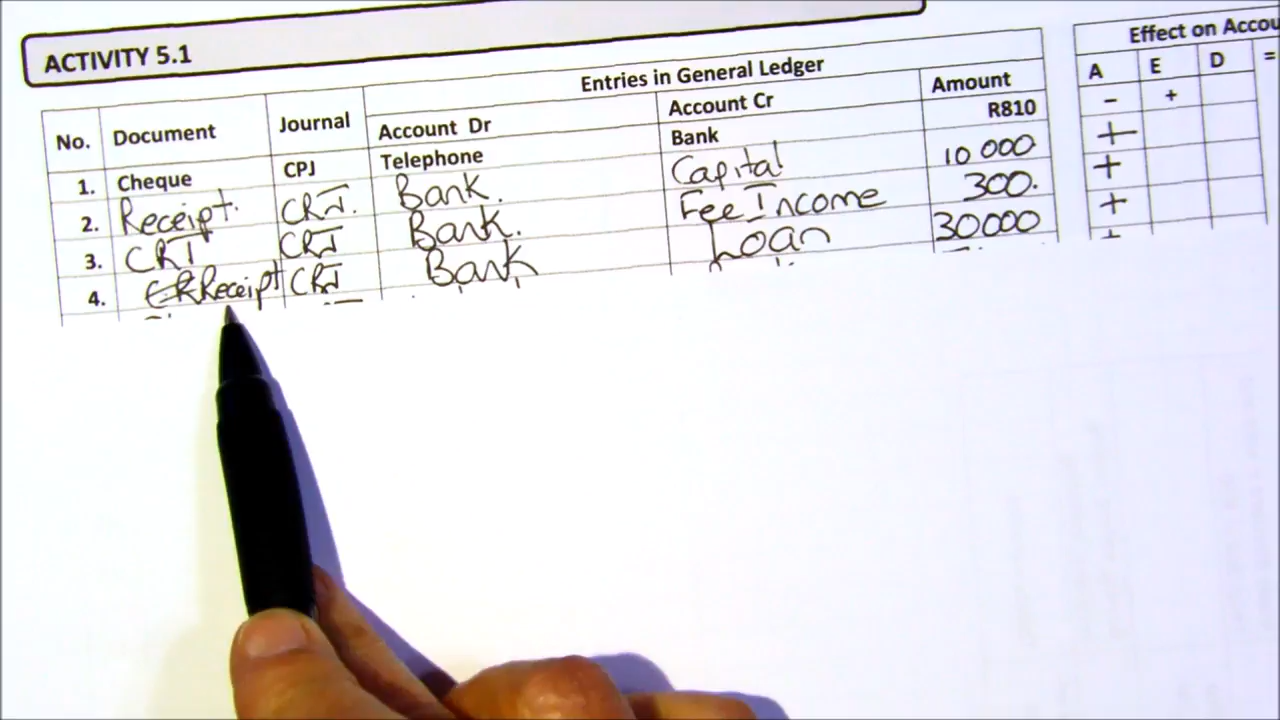 ACTIVITY 5.1
Entries in General Ledger
Effect on Accou
No. Document Journal Account Dr Account Cr Amount A E D =
1. Cheque CPJ Telephone Bank R810 - +
2. Receipt. CRJ. Bank. Capital 10 000 +
3. CRT CRJ Bank. Fee Income 300. +
4. Receipt CRJ Bank Loan 30000 +